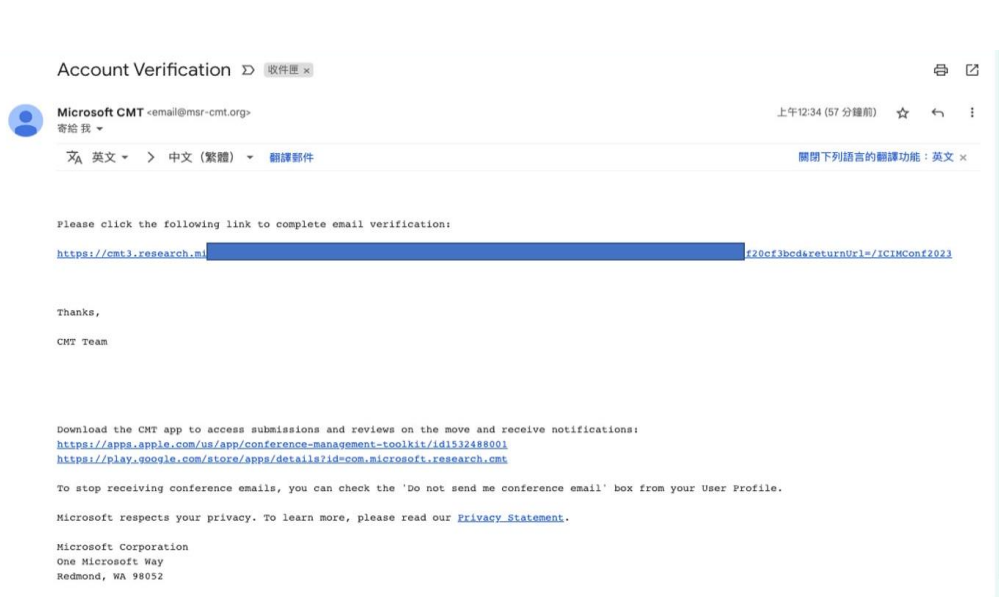 Account Verification 收件匣 ×
Microsoft CMT <email@msr-cmt.org>
上午12:34 (57 分鐘前)
寄給 我
英文 > 中文（繁體） 翻譯郵件
關閉下列語言的翻譯功能：英文 ×
Please click the following link to complete email verification:
https://cmt3.research.mi f20cf3bcd&returnUrl=/ICIMConf2023
Thanks,
CMT Team
Download the CMT app to access submissions and reviews on the move and receive notifications:
https://apps.apple.com/us/app/conference-management-toolkit/id1532488001
https://play.google.com/store/apps/details?id=com.microsoft.research.cmt
To stop receiving conference emails, you can check the 'Do not send me conference email' box from your User Profile.
Microsoft respects your privacy. To learn more, please read our Privacy Statement.
Microsoft Corporation
One Microsoft Way
Redmond, WA 98052